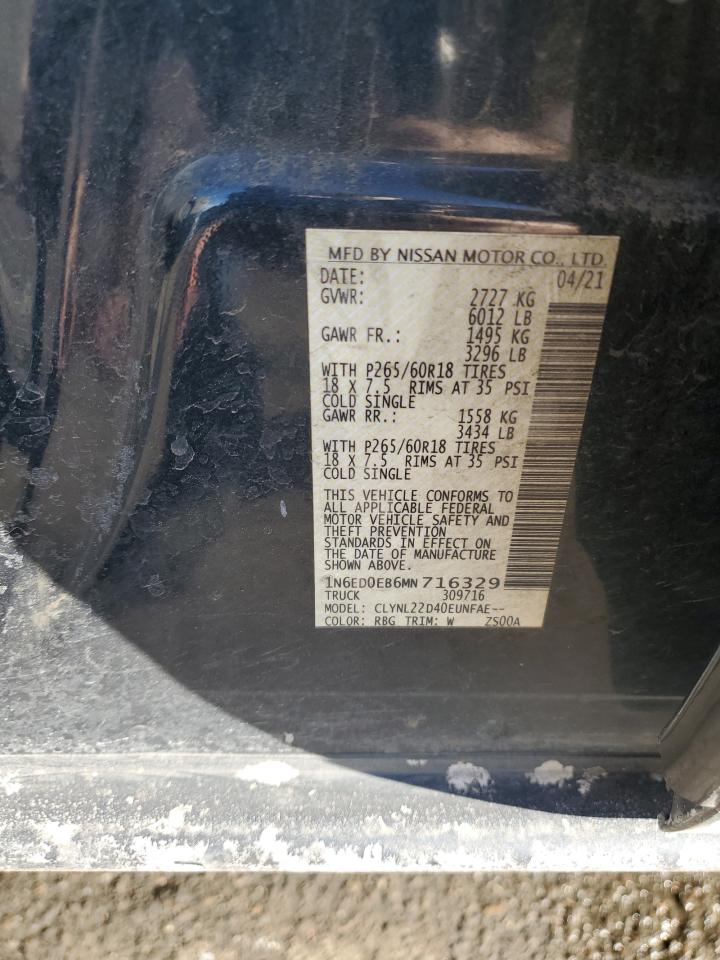 MFD BY NISSAN MOTOR CO., LTD.
DATE: 04/21
GVWR: 2727 KG
6012 LB
GAWR FR.: 1495 KG
3296 LB
WITH P265/60R18 TIRES
18 X 7.5 RIMS AT 35 PSI
COLD SINGLE
GAWR RR.: 1558 KG
3434 LB
WITH P265/60R18 TIRES
18 X 7.5 RIMS AT 35 PSI
COLD SINGLE
THIS VEHICLE CONFORMS TO
ALL APPLICABLE FEDERAL
MOTOR VEHICLE SAFETY AND
THEFT PREVENTION
STANDARDS IN EFFECT ON
THE DATE OF MANUFACTURE
SHOWN ABOVE.
1N6ED0EB6MN716329
TRUCK 309716
MODEL: CLYNL22D40EUNFAE--
COLOR: RBG TRIM: W ZS00A